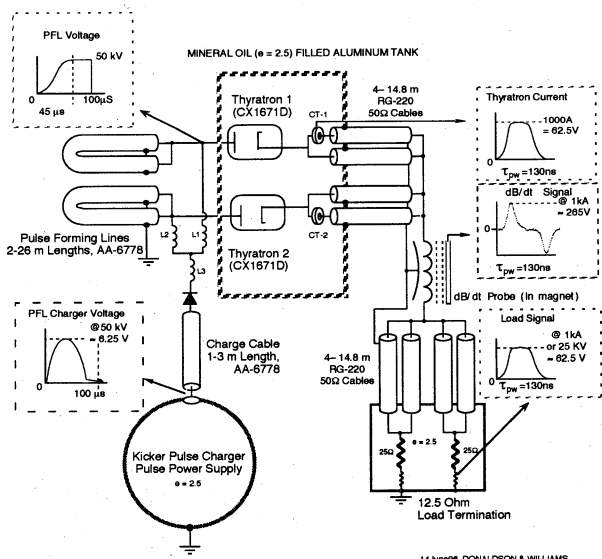 PFL Voltage
50 kV
0
100µS
45 µs
MINERAL OIL (e = 2.5) FILLED ALUMINUM TANK
Thyratron 1
(CX1671D)
CT-1
4– 14.8 m
RG-220
50Ω Cables
Thyratron Current
1000A
= 62.5V
0
τpw =130ns
L2
L1
Thyratron 2
(CX1671D)
CT-2
dB/dt Signal
@ 1kA
≈ 265V
0
τpw =130ns
Pulse Forming Lines
2-26 m Lengths, AA-6778
L3
dB/dt Probe (In magnet)
PFL Charger Voltage
@50 kV
≈ 6.25 V
0
100 µs
Charge Cable
1-3 m Length,
AA-6778
4– 14.8 m
RG-220
50Ω Cables
Load Signal
@ 1kA
or 25 KV
≈ 62.5 V
0
τpw =130ns
Kicker Pulse Charger
Pulse Power Supply
e = 2.5
25Ω
e = 2.5
25Ω
12.5 Ohm
Load Termination
DONALDSON & WILLIAMS